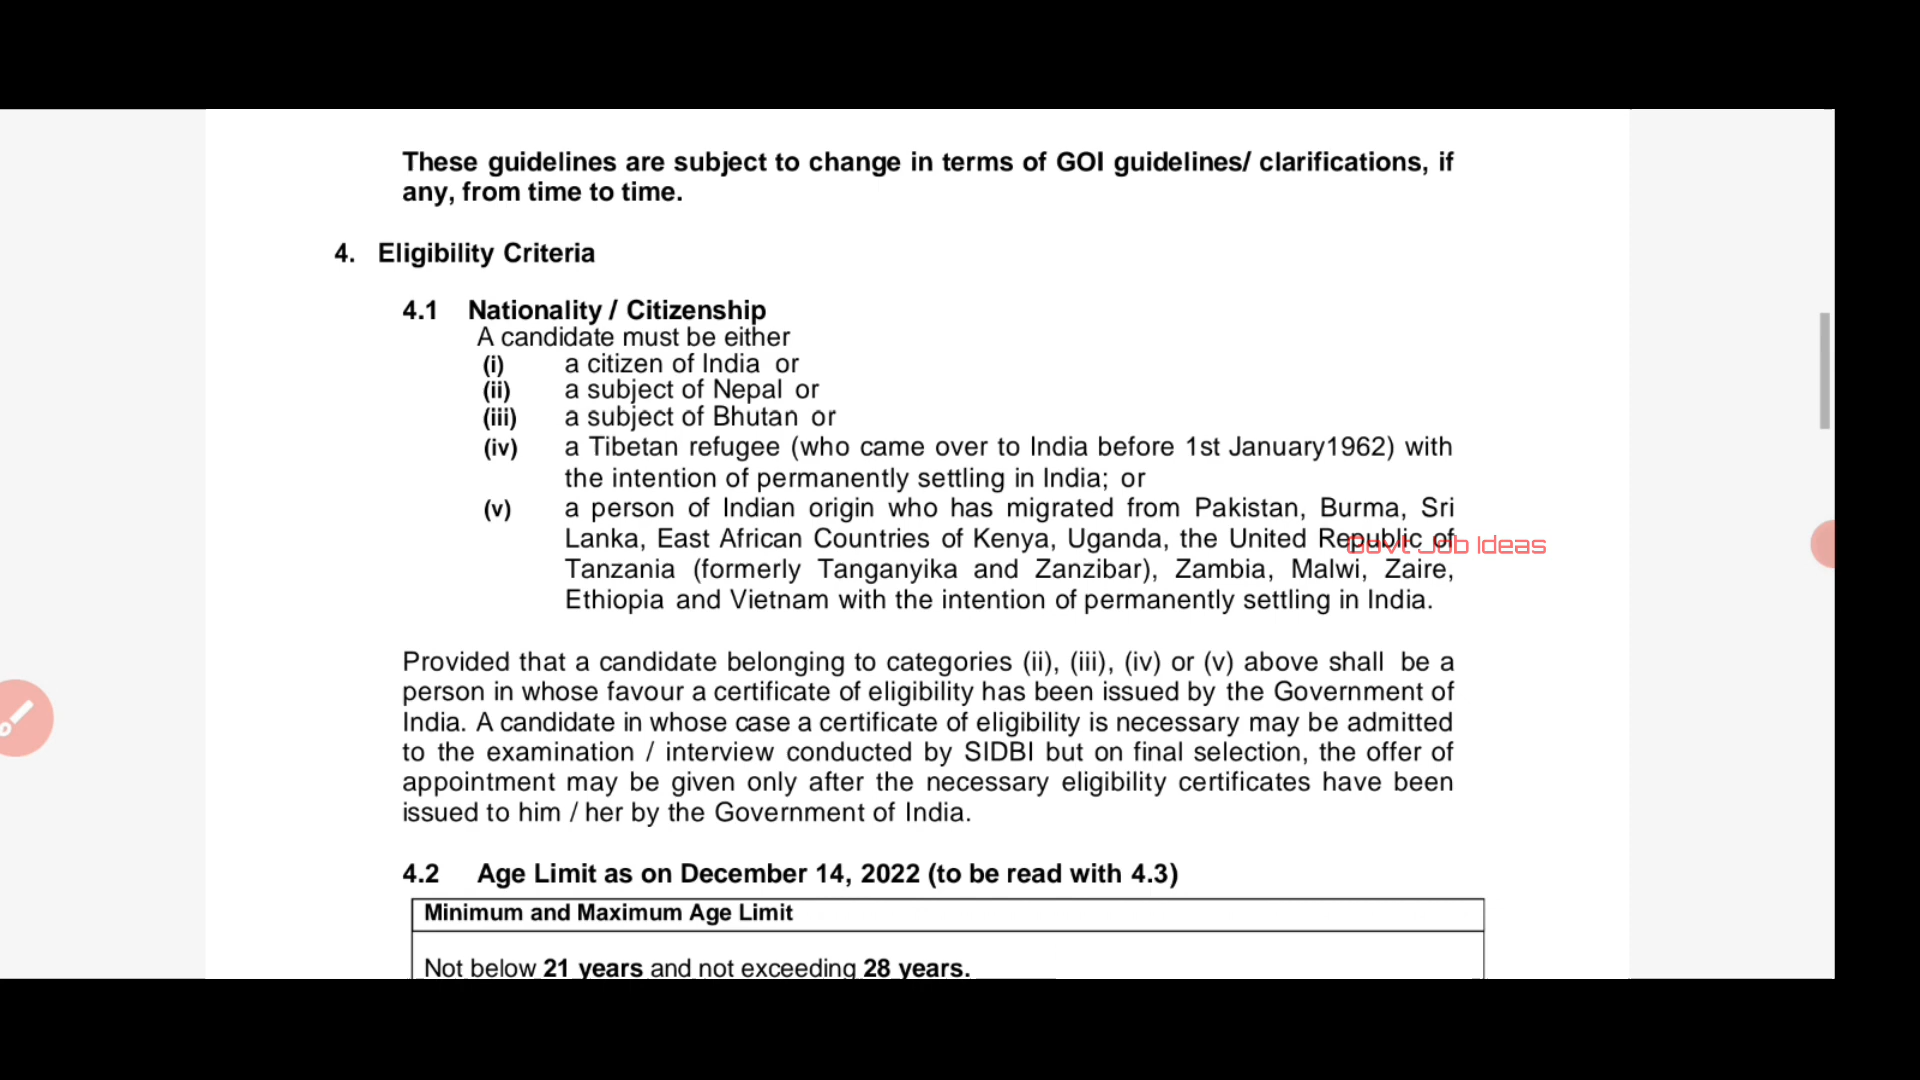 These guidelines are subject to change in terms of GOI guidelines/ clarifications, if
any, from time to time.
4. Eligibility Criteria
4.1 Nationality / Citizenship
A candidate must be either
(i) a citizen of India or
(ii) a subject of Nepal or
(iii) a subject of Bhutan or
(iv) a Tibetan refugee (who came over to India before 1st January1962) with
the intention of permanently settling in India; or
(v) a person of Indian origin who has migrated from Pakistan, Burma, Sri
Lanka, East African Countries of Kenya, Uganda, the United Republic of
Govt Job Ideas
Tanzania (formerly Tanganyika and Zanzibar), Zambia, Malwi, Zaire,
Ethiopia and Vietnam with the intention of permanently settling in India.
Provided that a candidate belonging to categories (ii), (iii), (iv) or (v) above shall be a
person in whose favour a certificate of eligibility has been issued by the Government of
India. A candidate in whose case a certificate of eligibility is necessary may be admitted
to the examination / interview conducted by SIDBI but on final selection, the offer of
appointment may be given only after the necessary eligibility certificates have been
issued to him / her by the Government of India.
4.2 Age Limit as on December 14, 2022 (to be read with 4.3)
Minimum and Maximum Age Limit
Not below 21 years and not exceeding 28 years.